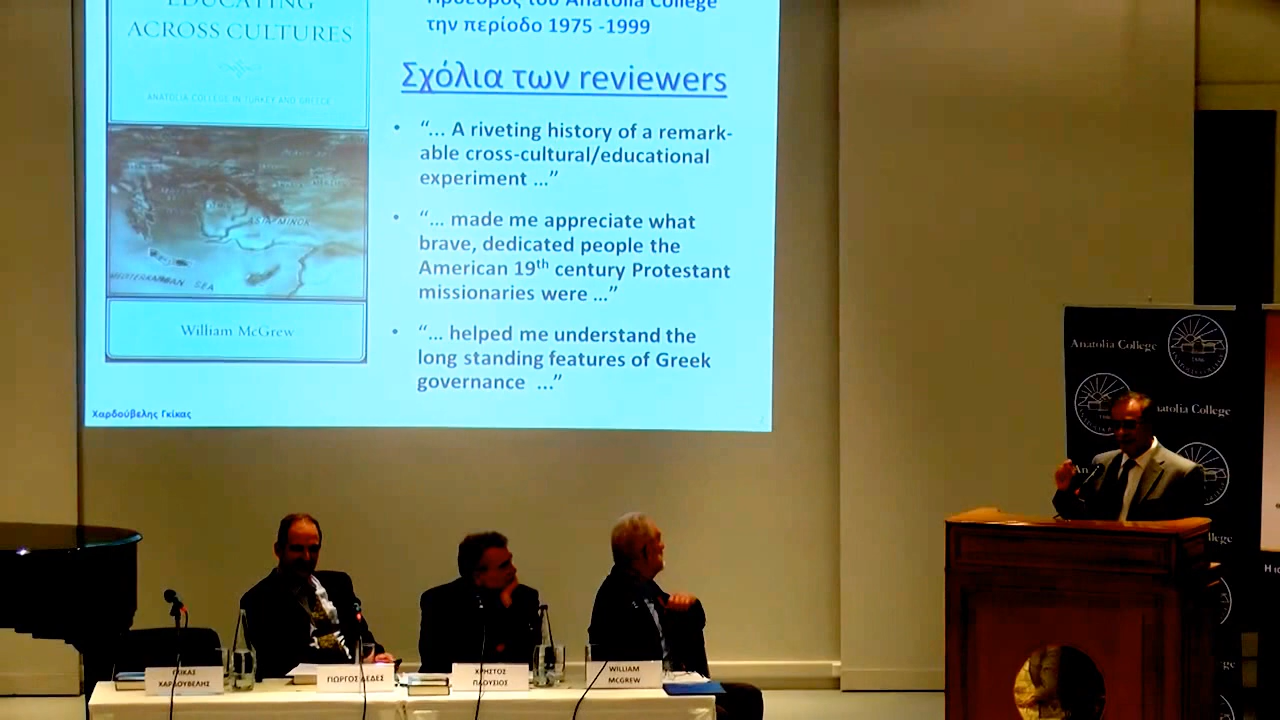 EDUCATING
ACROSS CULTURES
ANATOLIA COLLEGE IN TURKEY AND GREECE
ASIA MINOR
MEDITERRANEAN SEA
William McGrew
Πρόεδρος του Anatolia College
την περίοδο 1975 -1999
Σχόλια των reviewers
• “... A riveting history of a remark-
able cross-cultural/educational
experiment ...”
• “... made me appreciate what
brave, dedicated people the
American 19th century Protestant
missionaries were ...”
• “... helped me understand the
long standing features of Greek
governance ...”
Χαρδούβελης Γκίκας
2
Anatolia College
Anatolia College
ΓΚΙΚΑΣ
ΧΑΡΔΟΥΒΕΛΗΣ
ΓΙΩΡΓΟΣ ΔΕΔΕΣ
ΧΡΗΣΤΟΣ
ΠΛΟΥΣΙΟΣ
WILLIAM
MCGREW